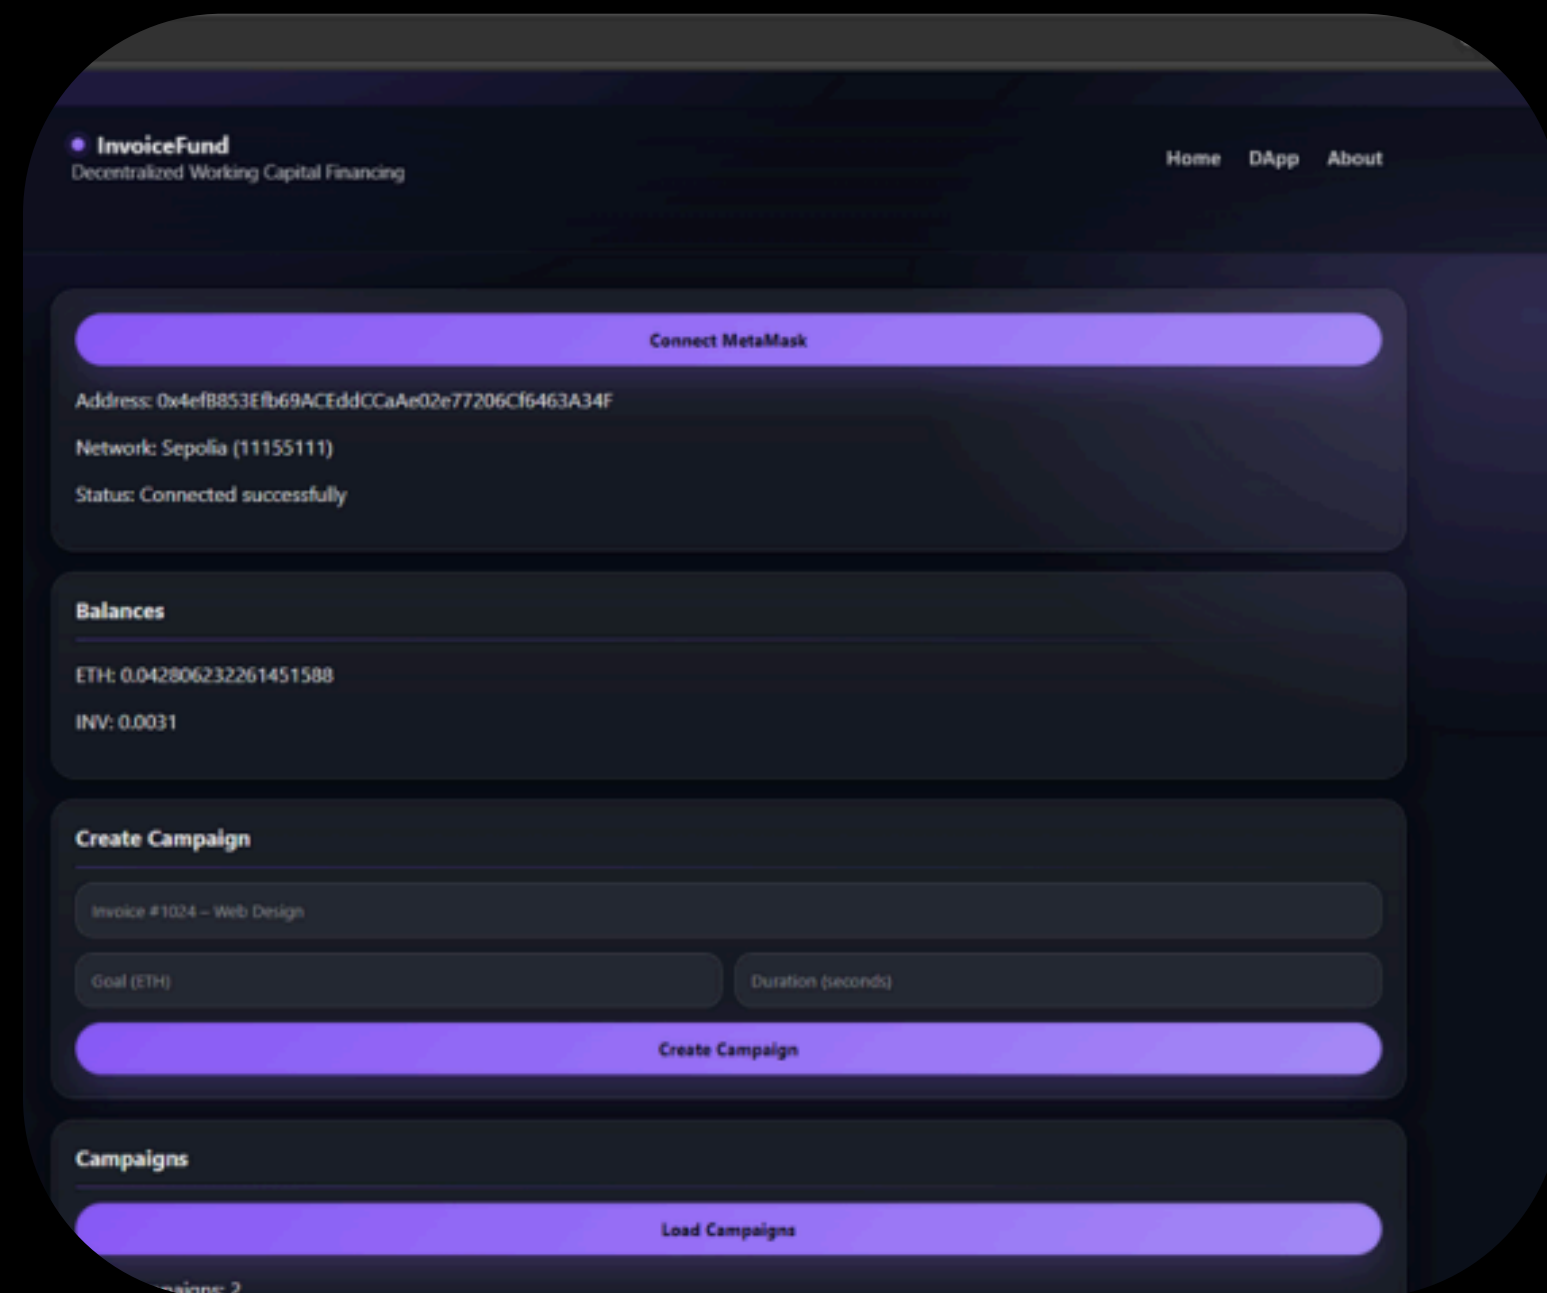 InvoiceFund
Decentralized Working Capital Financing
Home DApp About
Connect MetaMask
Address: 0x4efB853Efb69ACEddCCaAe02e77206Cf6463A34F
Network: Sepolia (11155111)
Status: Connected successfully
Balances
ETH: 0.042806232261451588
INV: 0.0031
Create Campaign
Invoice #1024 – Web Design
Goal (ETH) Duration (seconds)
Create Campaign
Campaigns
Load Campaigns